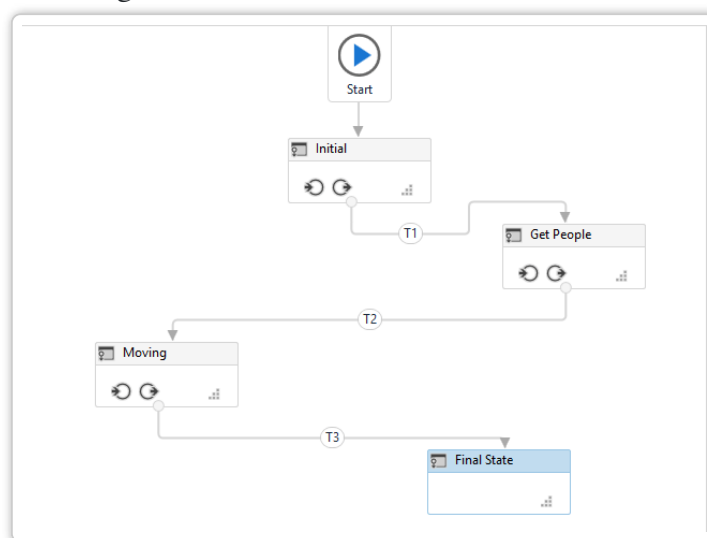 Start
Initial
T1
Get People
T2
Moving
T3
Final State